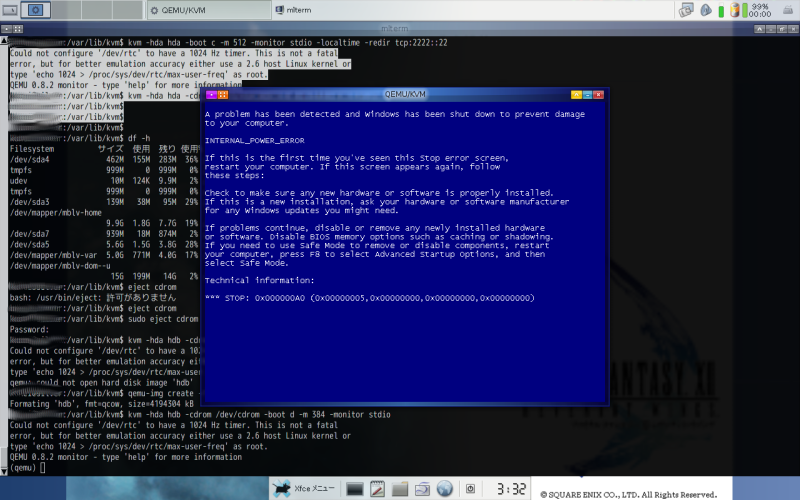 QEMU/KVM
mlterm
99%
00:00
mlterm
:/var/lib/kvm$ kvm -hda hda -boot c -m 512 -monitor stdio -localtime -redir tcp:2222::22
Could not configure '/dev/rtc' to have a 1024 Hz timer. This is not a fatal
error, but for better emulation accuracy either use a 2.6 host Linux kernel or
type 'echo 1024 > /proc/sys/dev/rtc/max-user-freq' as root.
QEMU 0.8.2 monitor - type 'help' for more information
:/var/lib/kvm$ kvm -hda hda
:/var/lib/kvm$
:/var/lib/kvm$
:/var/lib/kvm$
:/var/lib/kvm$ df -h
Filesystem サイズ 使用 残り 使用
/dev/sda4 462M 155M 283M 36%
tmpfs 999M 0 999M 0%
udev 10M 124K 9.9M 2%
tmpfs 999M 0 999M 0%
/dev/sda3 139M 38M 95M 29%
/dev/mapper/mblv-home
9.9G 1.8G 7.7G 19%
/dev/sda7 939M 18M 874M 2%
/dev/sda5 5.6G 1.5G 3.8G 28%
/dev/mapper/mblv-var 5.0G 771M 4.0G 17%
/dev/mapper/mblv-dom--u
15G 199M 14G 2%
:/var/lib/kvm$ eject cdrom
bash: /usr/bin/eject: 許可がありません
:/var/lib/kvm$ eject cdrom
:/var/lib/kvm$ sudo eject cdrom
Password:
:/var/lib/kvm$ kvm -hda hdb
Could not configure '/dev/rtc' to have a
error, but for better emulation accuracy
type 'echo 1024 > /proc/sys/dev/rtc/max-user
qemu: could not open hard disk image 'hdb'
:/var/lib/kvm$ qemu-img create
Formating 'hdb', fmt=qcow, size=4194304 kB
:/var/lib/kvm$ kvm -hda hdb -cdrom /dev/cdrom -boot d -m 384 -monitor stdio
Could not configure '/dev/rtc' to have a 1024 Hz timer. This is not a fatal
error, but for better emulation accuracy either use a 2.6 host Linux kernel or
type 'echo 1024 > /proc/sys/dev/rtc/max-user-freq' as root.
QEMU 0.8.2 monitor - type 'help' for more information
(qemu)
QEMU/KVM
A problem has been detected and Windows has been shut down to prevent damage
to your computer.
INTERNAL_POWER_ERROR
If this is the first time you've seen this Stop error screen,
restart your computer. If this screen appears again, follow
these steps:
Check to make sure any new hardware or software is properly installed.
If this is a new installation, ask your hardware or software manufacturer
for any Windows updates you might need.
If problems continue, disable or remove any newly installed hardware
or software. Disable BIOS memory options such as caching or shadowing.
If you need to use Safe Mode to remove or disable components, restart
your computer, press F8 to select Advanced Startup Options, and then
select Safe Mode.
Technical information:
*** STOP: 0x000000A0 (0x00000005,0x00000000,0x00000000,0x00000000)
FANTASY XII
Xfce メニュー
3:32
© SQUARE ENIX CO., LTD. All Rights Reserved.